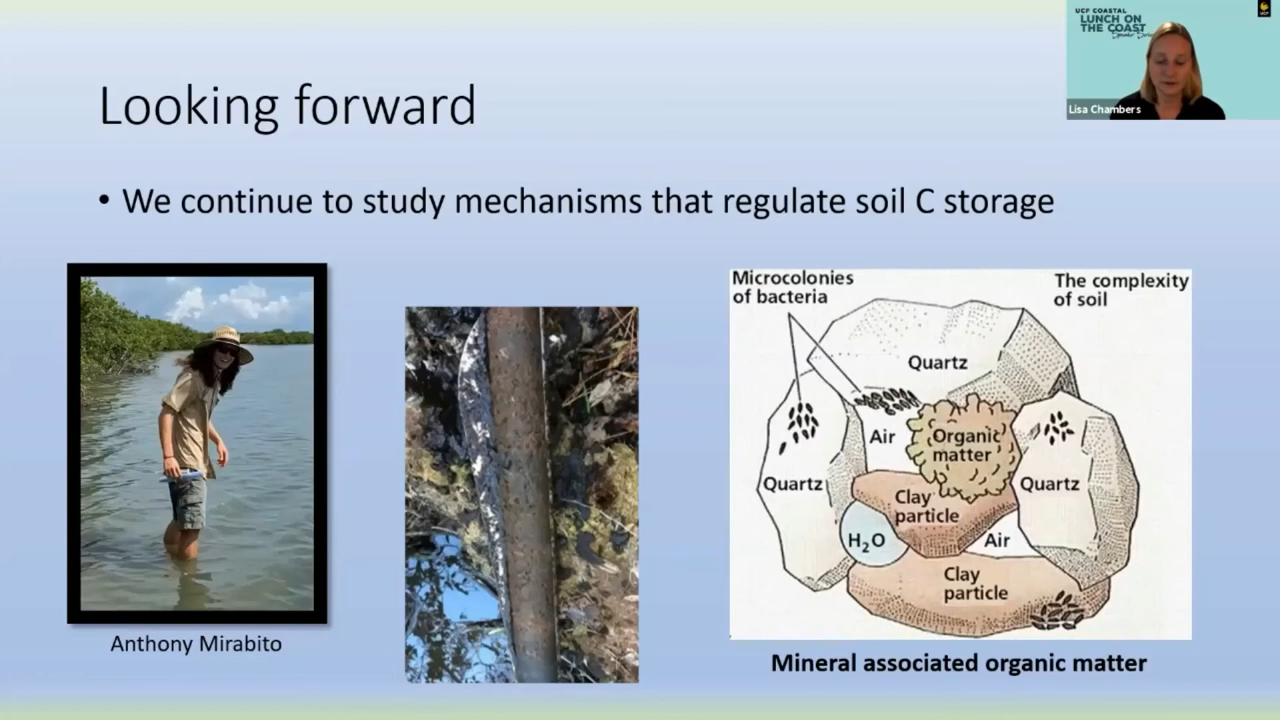 UCF COASTAL
LUNCH ON
THE COAST
UCF
Lisa Chambers
Looking forward
• We continue to study mechanisms that regulate soil C storage
Microcolonies
of bacteria
The complexity
of soil
Quartz
Air
Organic
matter
Quartz
Quartz
Clay
particle
H₂O
Air
Clay
particle
Anthony Mirabito
Mineral associated organic matter